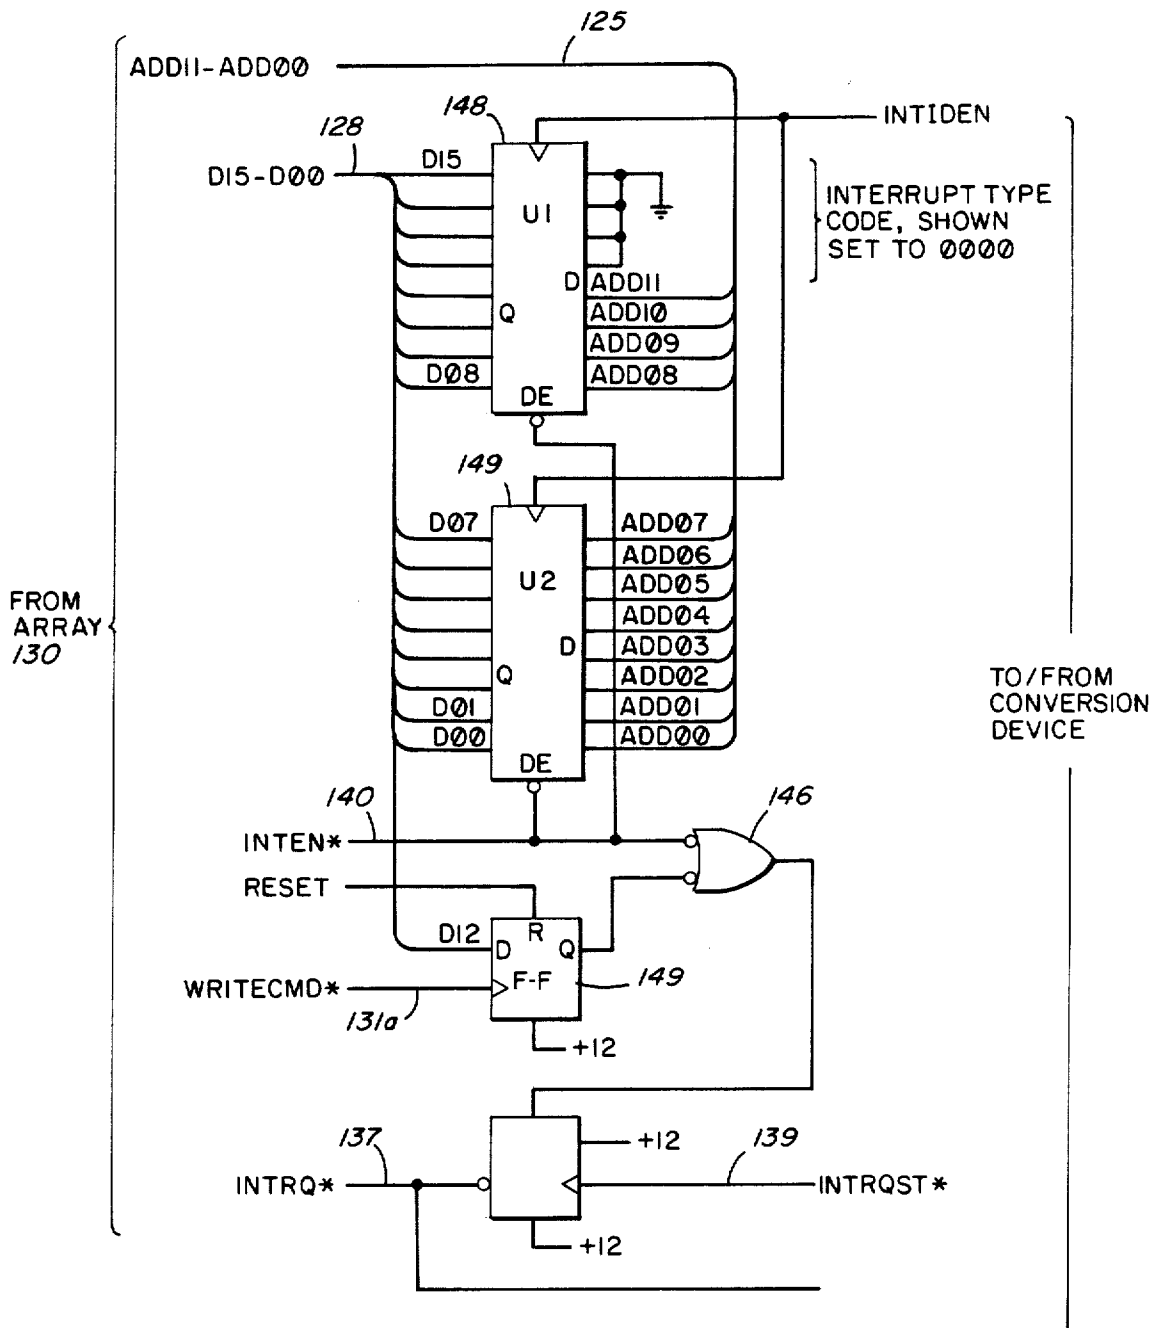 125
ADD11-ADD00
148
INTIDEN
128
D15
D15-D00
U1
INTERRUPT TYPE
CODE, SHOWN
SET TO 0000
D
ADD11
Q
ADD10
ADD09
D08
ADD08
DE
149
D07
ADD07
ADD06
U2
ADD05
FROM
ARRAY
130
ADD04
D
ADD03
Q
ADD02
TO/FROM
CONVERSION
DEVICE
D01
ADD01
D00
ADD00
DE
140
146
INTEN*
RESET
D12
R
D
Q
F-F
149
WRITECMD*
131a
+12
137
+12
139
INTRQ*
INTRQST*
+12